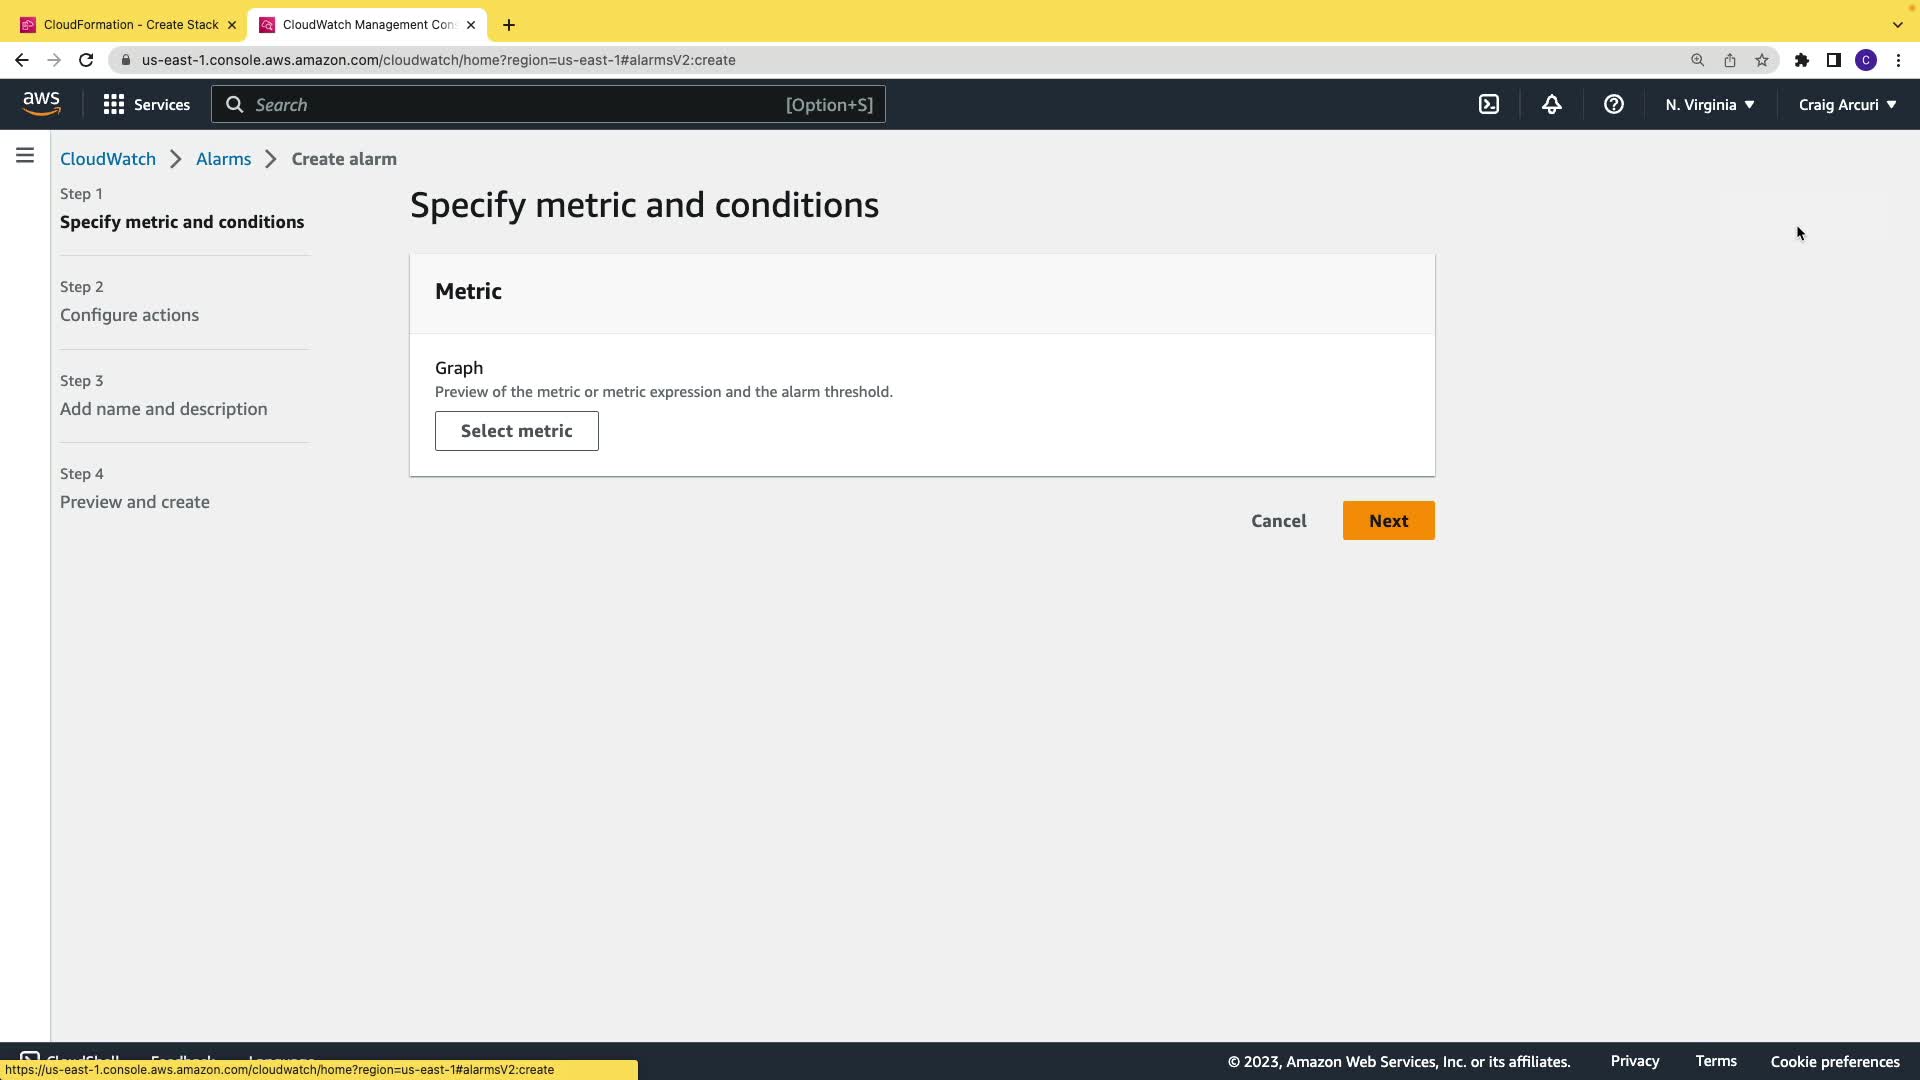 CloudFormation - Create Stack
CloudWatch Management Con
us-east-1.console.aws.amazon.com/cloudwatch/home?region=us-east-1#alarmsV2:create
C
aws
Services
Search
[Option+S]
N. Virginia
Craig Arcuri
CloudWatch
Alarms
Create alarm
Step 1
Specify metric and conditions
Step 2
Configure actions
Step 3
Add name and description
Step 4
Preview and create
Specify metric and conditions
Metric
Graph
Preview of the metric or metric expression and the alarm threshold.
Select metric
Cancel
Next
CloudShell
Feedback
Language
© 2023, Amazon Web Services, Inc. or its affiliates.
Privacy
Terms
Cookie preferences
https://us-east-1.console.aws.amazon.com/cloudwatch/home?region=us-east-1#alarmsV2:create